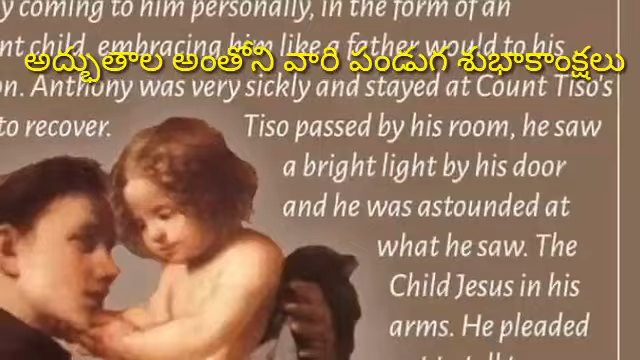 y coming to him personally, in the form of an
nt child, embracing him like a father would to his
అద్భుతాల అంతోని వారి పండుగ శుభాకాంక్షలు
on. Anthony was very sickly and stayed at Count Tiso's
to recover. Tiso passed by his room, he saw
a bright light by his door
and he was astounded at
what he saw. The
Child Jesus in his
arms. He pleaded